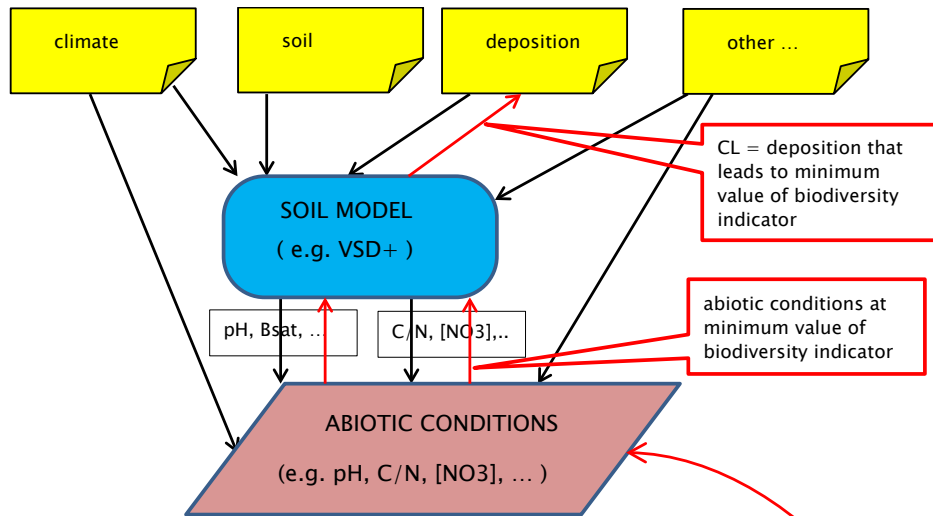 climate
soil
deposition
other …
CL = deposition that
leads to minimum
value of biodiversity
indicator
SOIL MODEL
( e.g. VSD+ )
pH, Bsat, …
C/N, [NO3],..
abiotic conditions at
minimum value of
biodiversity indicator
ABIOTIC CONDITIONS
(e.g. pH, C/N, [NO3], … )